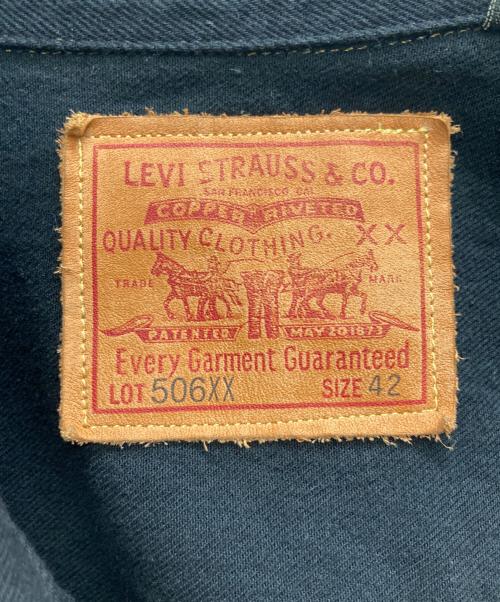 LEVI STRAUSS & CO.
SAN FRANCISCO, CAL.
COPPER RIVETED
QUALITY CLOTHING. XX
TRADE MARK
PATENTED MAY 20 1873
Every Garment Guaranteed
LOT 506XX SIZE 42